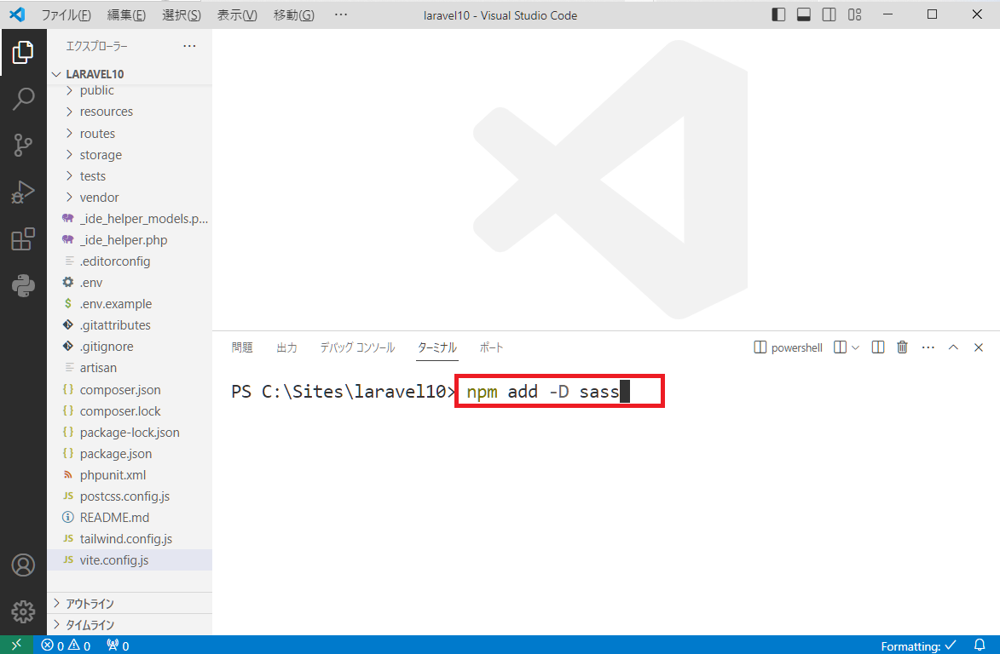 ファイル(F) 編集(E) 選択(S) 表示(V) 移動(G) ··· laravel10 - Visual Studio Code
エクスプローラー ···
LARAVEL10
public
resources
routes
storage
tests
vendor
_ide_helper_models.p...
_ide_helper.php
.editorconfig
.env
$ .env.example
.gitattributes
.gitignore
artisan
{} composer.json
{} composer.lock
{} package-lock.json
{} package.json
phpunit.xml
JS postcss.config.js
README.md
JS tailwind.config.js
JS vite.config.js
アウトライン
タイムライン
問題 出力 デバッグ コンソール ターミナル ポート powershell ···
PS C:\Sites\laravel10> npm add -D sass
0 0 0 Formatting: ✓